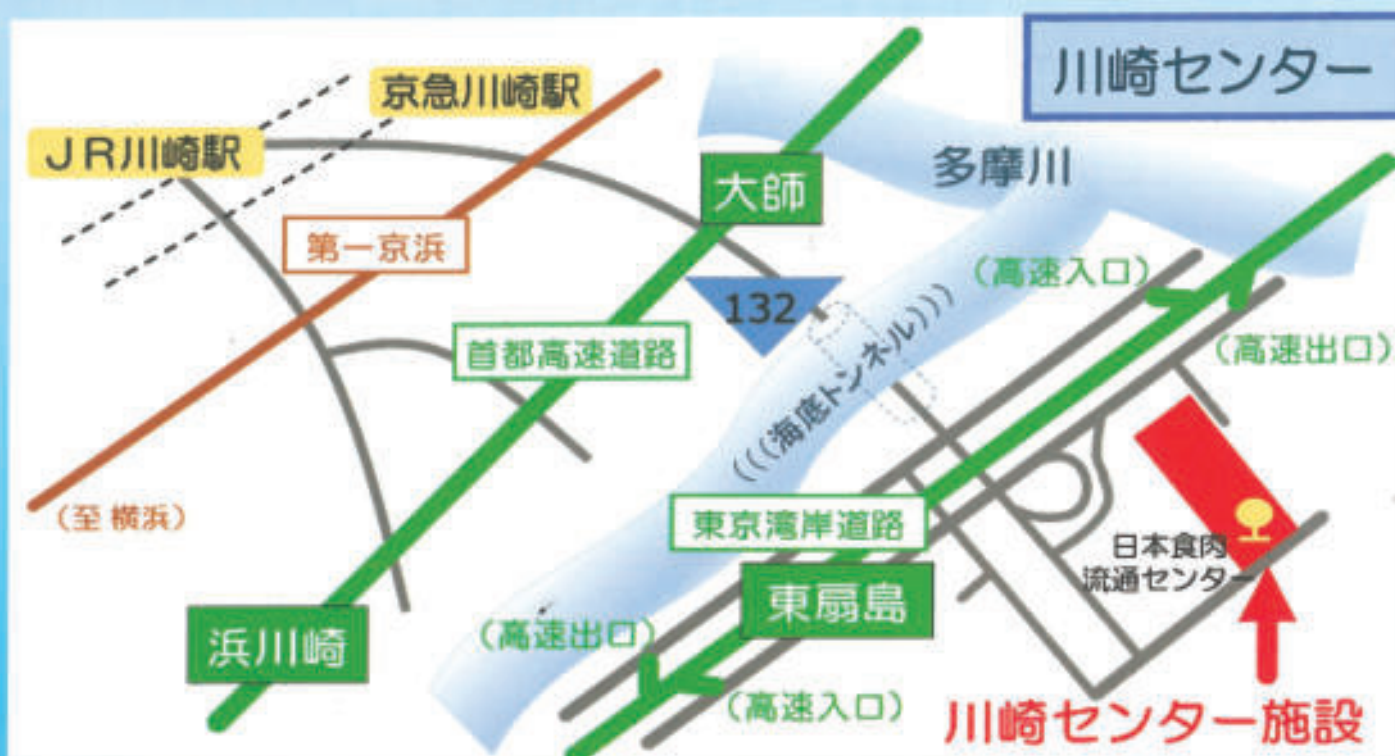 川崎センター
京急川崎駅
JR川崎駅
多摩川
大師
第一京浜
(高速入口)
132
首都高速道路
(高速出口)
(((海底トンネル)))
(至 横浜)
東京湾岸道路
日本食肉
流通センター
東扇島
浜川崎
(高速出口)
(高速入口)
川崎センター施設